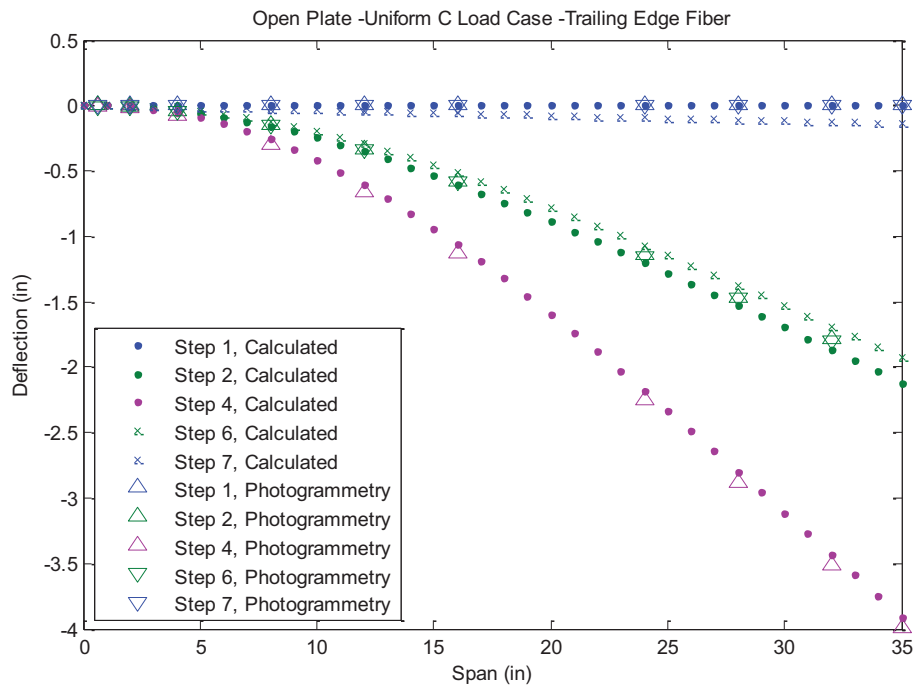 Open Plate -Uniform C Load Case -Trailing Edge Fiber
0.5
0
-0.5
-1
-1.5
-2
-2.5
-3
-3.5
-4
Deflection (in)
Step 1, Calculated
Step 2, Calculated
Step 4, Calculated
Step 6, Calculated
Step 7, Calculated
Step 1, Photogrammetry
Step 2, Photogrammetry
Step 4, Photogrammetry
Step 6, Photogrammetry
Step 7, Photogrammetry
0 5 10 15 20 25 30 35
Span (in)